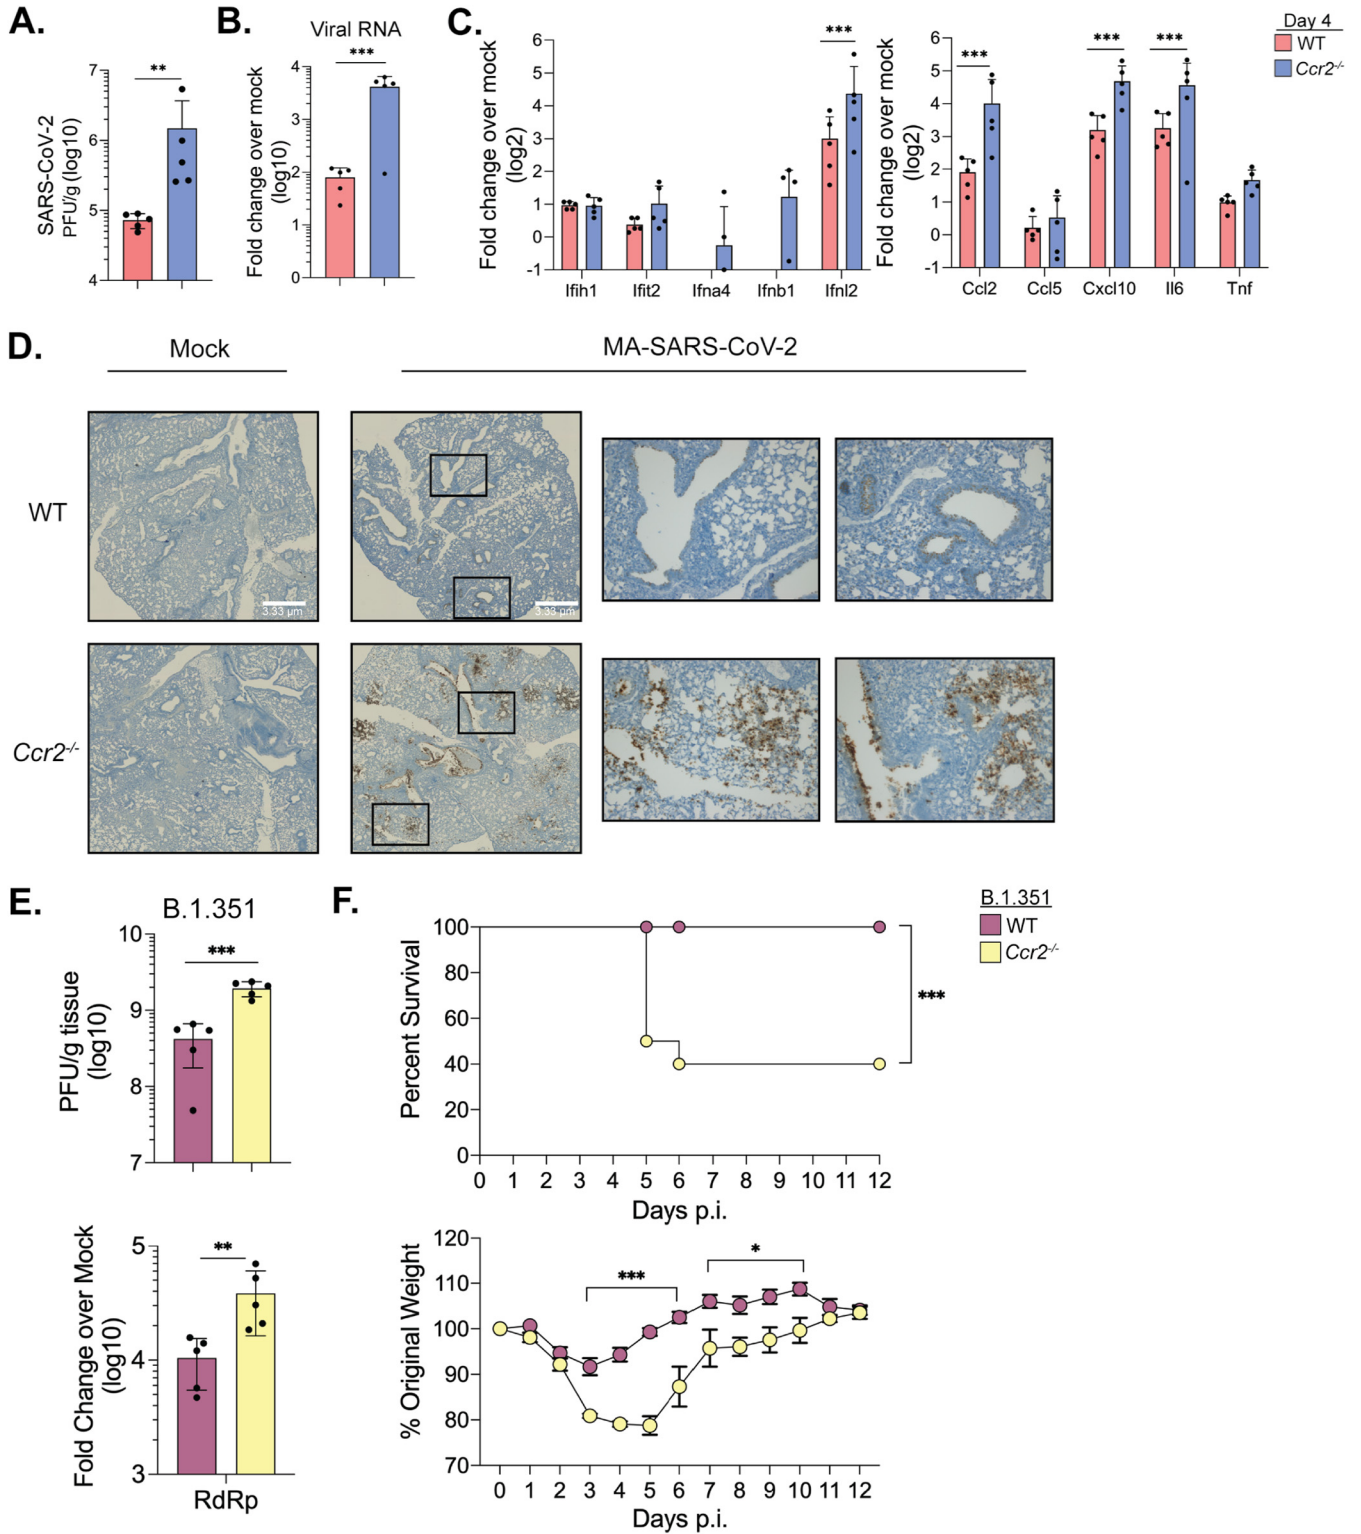 A.
SARS-CoV-2
PFU/g (log10)
7
6
5
4
**
B.
Viral RNA
Fold change over mock
(log10)
4
3
2
1
0
***
C.
Fold change over mock
(log2)
6
5
4
3
2
1
0
-1
***
Ifih1 Ifit2 Ifna4 Ifnb1 Ifnl2
Fold change over mock
(log2)
6
5
4
3
2
1
0
-1
*** *** ***
Ccl2 Ccl5 Cxcl10 Il6 Tnf
Day 4
WT
Ccr2-/-
D.
Mock
MA-SARS-CoV-2
WT
3.33 µm
3.33 µm
Ccr2-/-
E.
B.1.351
PFU/g tissue
(log10)
10
9
8
7
***
Fold Change over Mock
(log10)
5
4
3
**
RdRp
F.
B.1.351
WT
Ccr2-/-
Percent Survival
100
80
60
40
20
0
***
0 1 2 3 4 5 6 7 8 9 10 11 12
Days p.i.
% Original Weight
120
110
100
90
80
70
***
*
0 1 2 3 4 5 6 7 8 9 10 11 12
Days p.i.